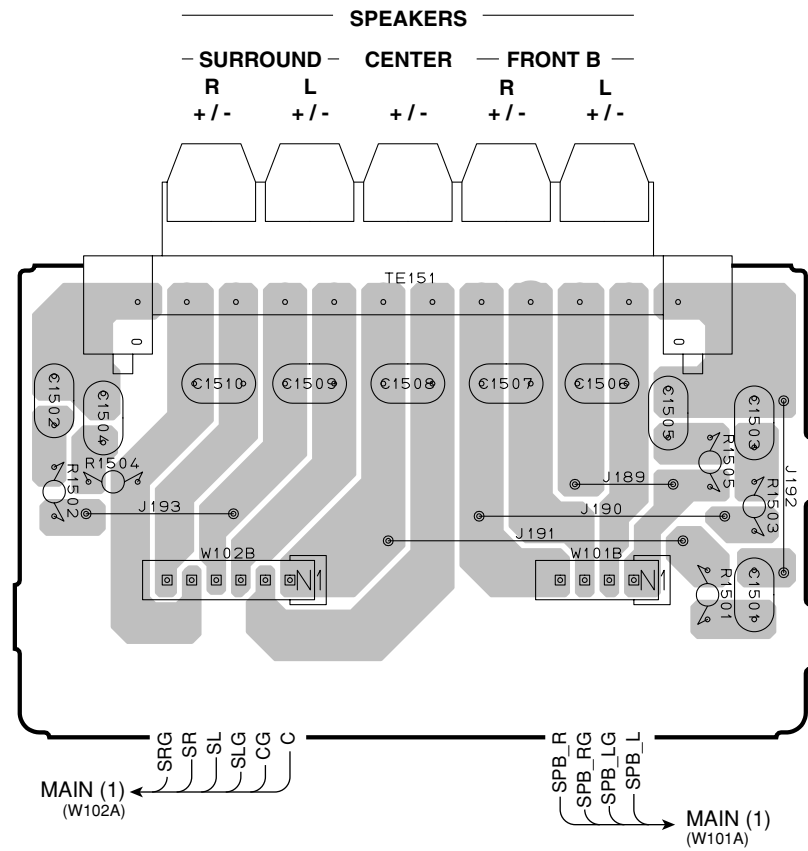 SPEAKERS
SURROUND CENTER FRONT B
R L R L
+ / - + / - + / - + / - + / -
TE151
C1510 C1509 C1508 C1507 C1506
C1502 C1504 C1505 C1503
R1504 R1502 R1505 R1503
J189
J193 J190 J192
J191
W102B W101B
N1 N1
R1501 C1501
SRG SR SL SLG CG C
SPB_R SPB_RG SPB_LG SPB_L
MAIN (1)
(W102A)
MAIN (1)
(W101A)